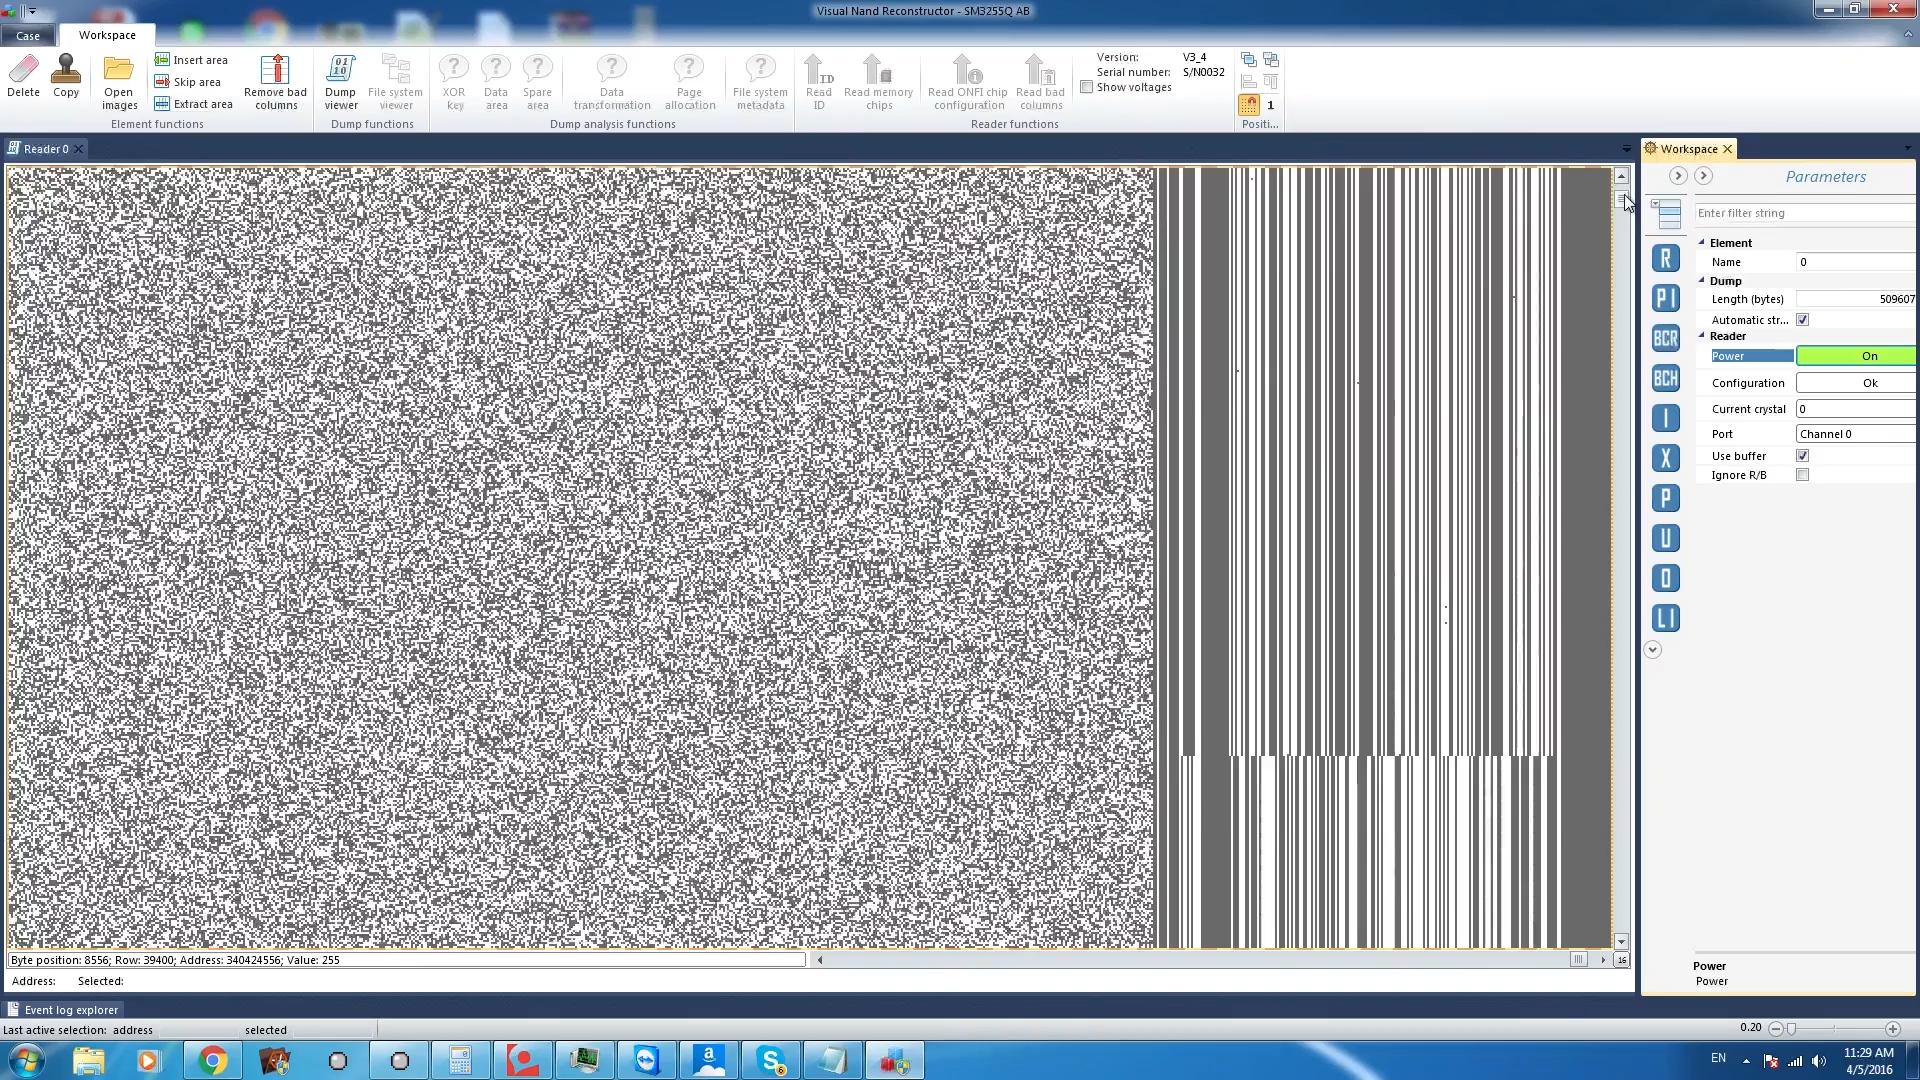 Visual Nand Reconstructor - SM3255Q AB
Case
Workspace
Delete
Copy
Open images
Insert area
Skip area
Extract area
Remove bad columns
Element functions
Dump viewer
File system viewer
Dump functions
XOR key
Data area
Spare area
Data transformation
Page allocation
File system metadata
Dump analysis functions
Read ID
Read memory chips
Read ONFI chip configuration
Read bad columns
Reader functions
Version: V3_4
Serial number: S/N0032
Show voltages
1
Positi...
Reader 0
Workspace
Parameters
Enter filter string
Element
Name 0
Dump
Length (bytes) 509607
Automatic str...
Reader
Power On
Configuration Ok
Current crystal 0
Port Channel 0
Use buffer
Ignore R/B
R
PI
BCR
BCH
I
X
P
U
O
LI
Byte position: 8556; Row: 39400; Address: 340424556; Value: 255
16
Address: Selected:
Power
Power
Event log explorer
Last active selection: address selected
0.20
EN
11:29 AM
4/5/2016